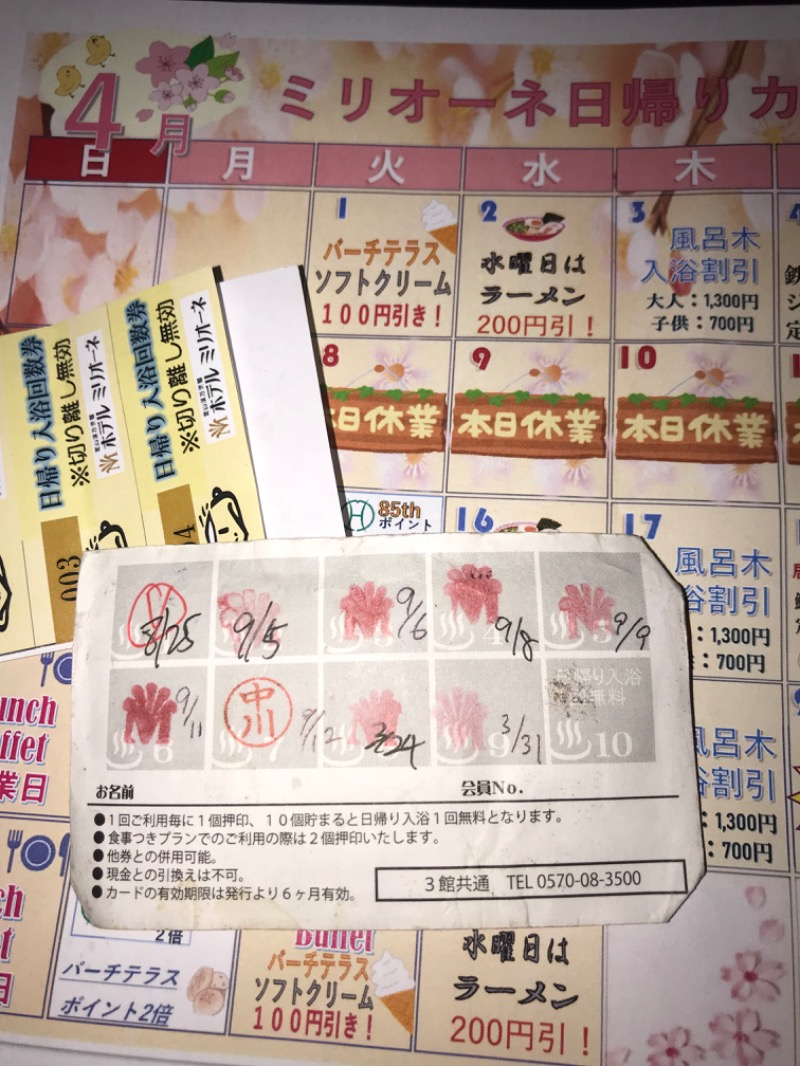 4月
ミリオーネ日帰りカ
日 月 火 水 木
1
バーチテラス
ソフトクリーム
100円引き!
2
水曜日は
ラーメン
200円引!
3
風呂木
入浴割引
大人:1,300円
子供:700円
8
本日休業
9
本日休業
10
本日休業
日帰り入浴回数券
※切り離し無効
ホテル ミリオーネ
003
日帰り入浴回数券
※切り離し無効
ホテル ミリオーネ
85th
ポイント
16
17
風呂木
浴割引
:1,300円
:700円
8/25
9/5
9/6
9/8
9/9
9/11
中川
9/12
3/24
3/31
日帰り入浴
無料
6 7 9 10
お名前
会員No.
●1回ご利用毎に1個押印、10個貯まると日帰り入浴1回無料となります。
●食事つきプランでのご利用の際は2個押印いたします。
●他券との併用可能。
●現金との引換えは不可。
●カードの有効期限は発行より6ヶ月有効。
3館共通 TEL 0570-08-3500
unch
ffet
業日
風呂木
浴割引
:1,300円
:700円
2倍
バーチテラス
ポイント2倍
Buffet
バーチテラス
ソフトクリーム
100円引き!
水曜日は
ラーメン
200円引!